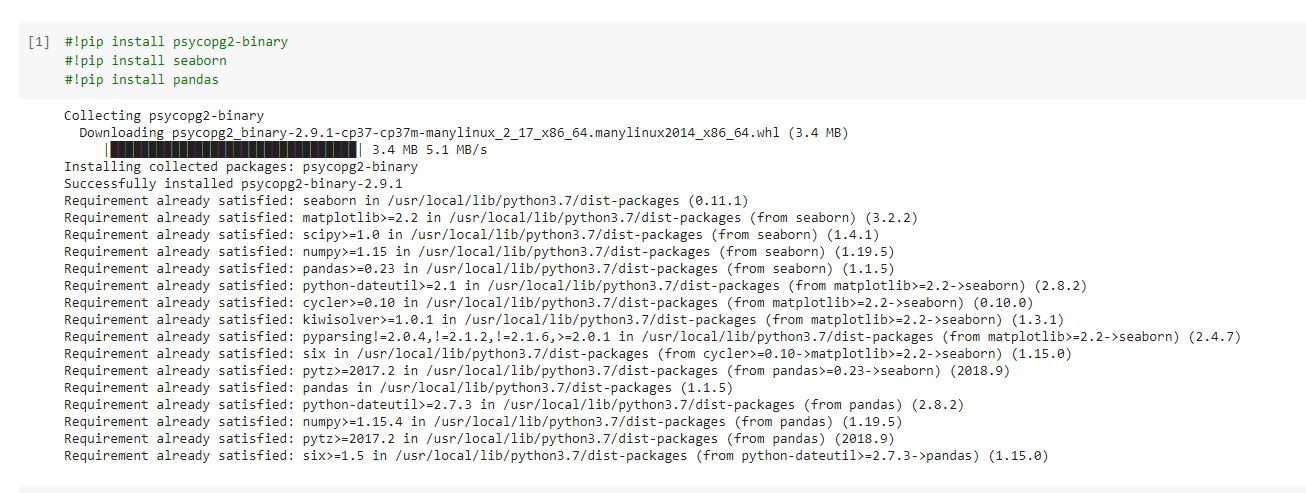 [1] #!pip install psycopg2-binary
#!pip install seaborn
#!pip install pandas
Collecting psycopg2-binary
Downloading psycopg2_binary-2.9.1-cp37-cp37m-manylinux_2_17_x86_64.manylinux2014_x86_64.whl (3.4 MB)
|████████████████████████████████| 3.4 MB 5.1 MB/s
Installing collected packages: psycopg2-binary
Successfully installed psycopg2-binary-2.9.1
Requirement already satisfied: seaborn in /usr/local/lib/python3.7/dist-packages (0.11.1)
Requirement already satisfied: matplotlib>=2.2 in /usr/local/lib/python3.7/dist-packages (from seaborn) (3.2.2)
Requirement already satisfied: scipy>=1.0 in /usr/local/lib/python3.7/dist-packages (from seaborn) (1.4.1)
Requirement already satisfied: numpy>=1.15 in /usr/local/lib/python3.7/dist-packages (from seaborn) (1.19.5)
Requirement already satisfied: pandas>=0.23 in /usr/local/lib/python3.7/dist-packages (from seaborn) (1.1.5)
Requirement already satisfied: python-dateutil>=2.1 in /usr/local/lib/python3.7/dist-packages (from matplotlib>=2.2->seaborn) (2.8.2)
Requirement already satisfied: cycler>=0.10 in /usr/local/lib/python3.7/dist-packages (from matplotlib>=2.2->seaborn) (0.10.0)
Requirement already satisfied: kiwisolver>=1.0.1 in /usr/local/lib/python3.7/dist-packages (from matplotlib>=2.2->seaborn) (1.3.1)
Requirement already satisfied: pyparsing!=2.0.4,!=2.1.2,!=2.1.6,>=2.0.1 in /usr/local/lib/python3.7/dist-packages (from matplotlib>=2.2->seaborn) (2.4.7)
Requirement already satisfied: six in /usr/local/lib/python3.7/dist-packages (from cycler>=0.10->matplotlib>=2.2->seaborn) (1.15.0)
Requirement already satisfied: pytz>=2017.2 in /usr/local/lib/python3.7/dist-packages (from pandas>=0.23->seaborn) (2018.9)
Requirement already satisfied: pandas in /usr/local/lib/python3.7/dist-packages (1.1.5)
Requirement already satisfied: python-dateutil>=2.7.3 in /usr/local/lib/python3.7/dist-packages (from pandas) (2.8.2)
Requirement already satisfied: numpy>=1.15.4 in /usr/local/lib/python3.7/dist-packages (from pandas) (1.19.5)
Requirement already satisfied: pytz>=2017.2 in /usr/local/lib/python3.7/dist-packages (from pandas) (2018.9)
Requirement already satisfied: six>=1.5 in /usr/local/lib/python3.7/dist-packages (from python-dateutil>=2.7.3->pandas) (1.15.0)